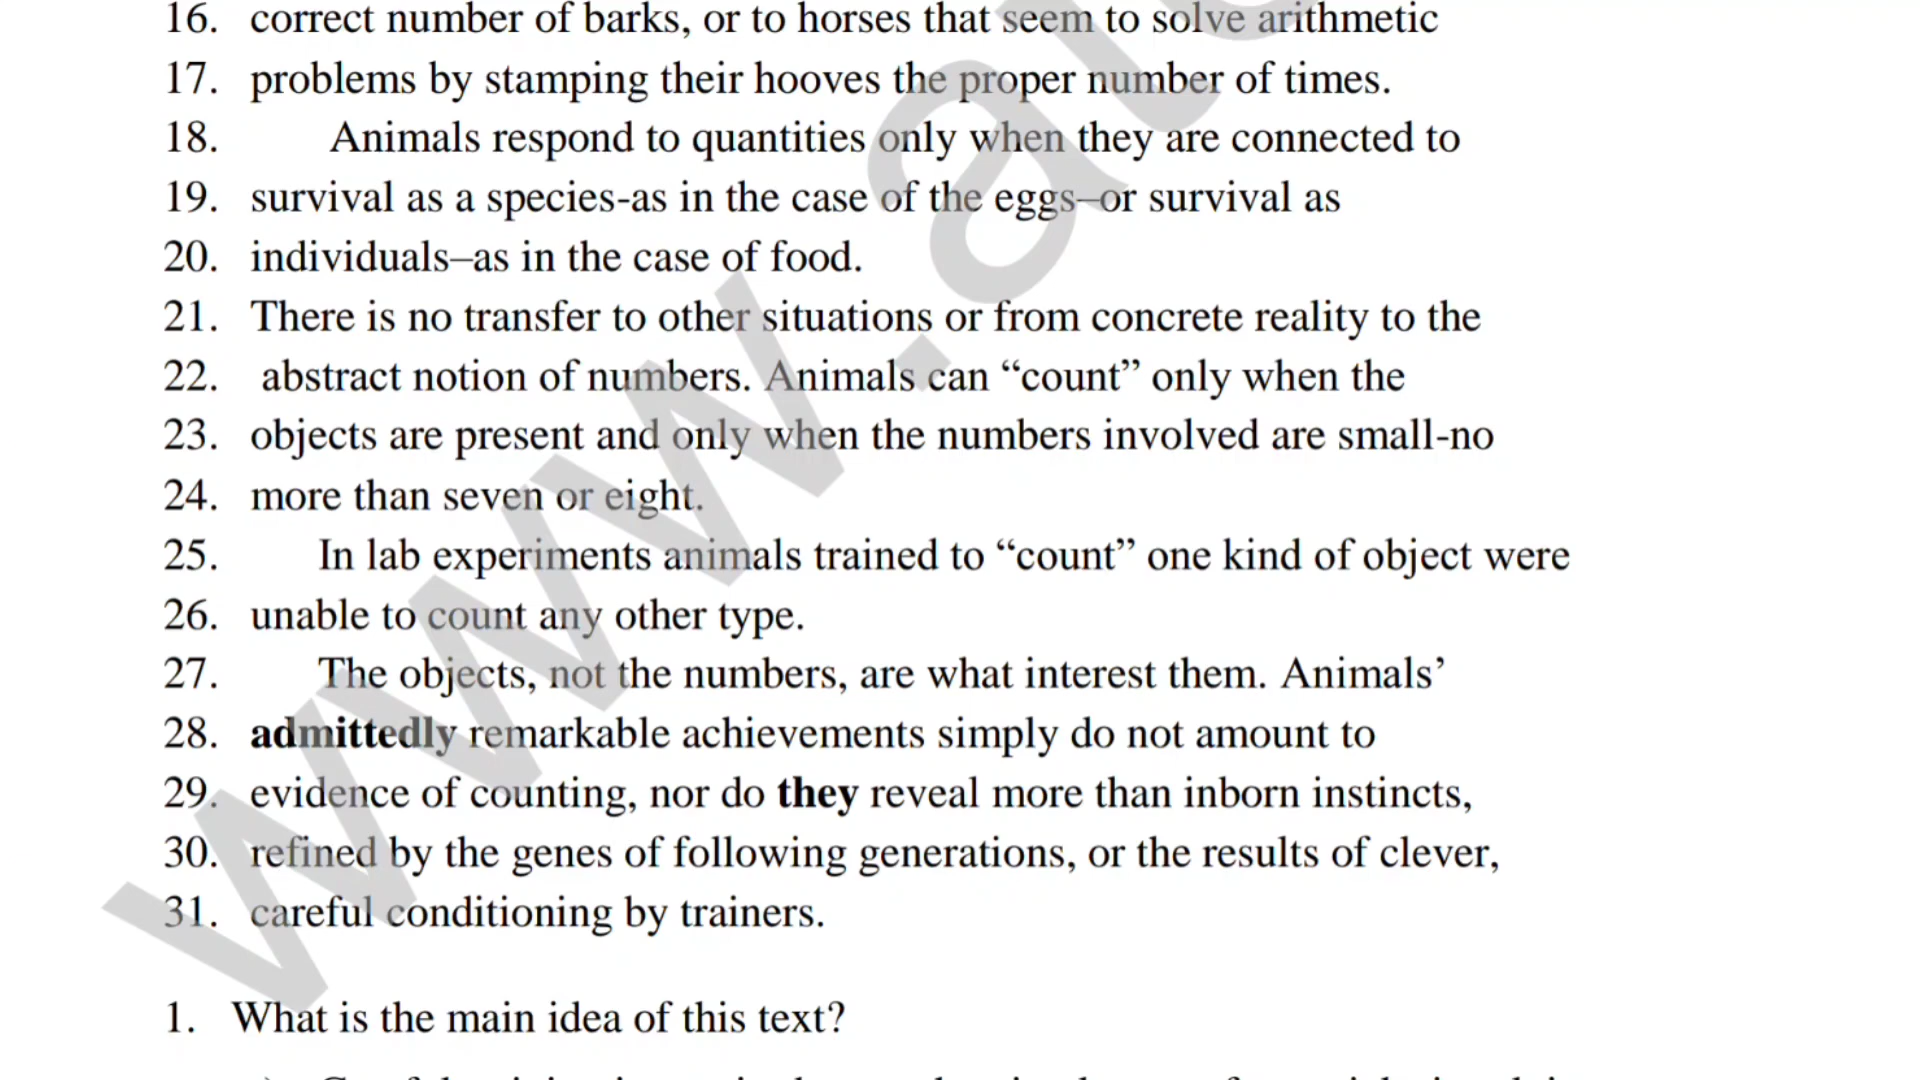 16. correct number of barks, or to horses that seem to solve arithmetic
17. problems by stamping their hooves the proper number of times.
18. Animals respond to quantities only when they are connected to
19. survival as a species-as in the case of the eggs–or survival as
20. individuals–as in the case of food.
21. There is no transfer to other situations or from concrete reality to the
22. abstract notion of numbers. Animals can “count” only when the
23. objects are present and only when the numbers involved are small-no
24. more than seven or eight.
25. In lab experiments animals trained to “count” one kind of object were
26. unable to count any other type.
27. The objects, not the numbers, are what interest them. Animals’
28. admittedly remarkable achievements simply do not amount to
29. evidence of counting, nor do they reveal more than inborn instincts,
30. refined by the genes of following generations, or the results of clever,
31. careful conditioning by trainers.
1. What is the main idea of this text?